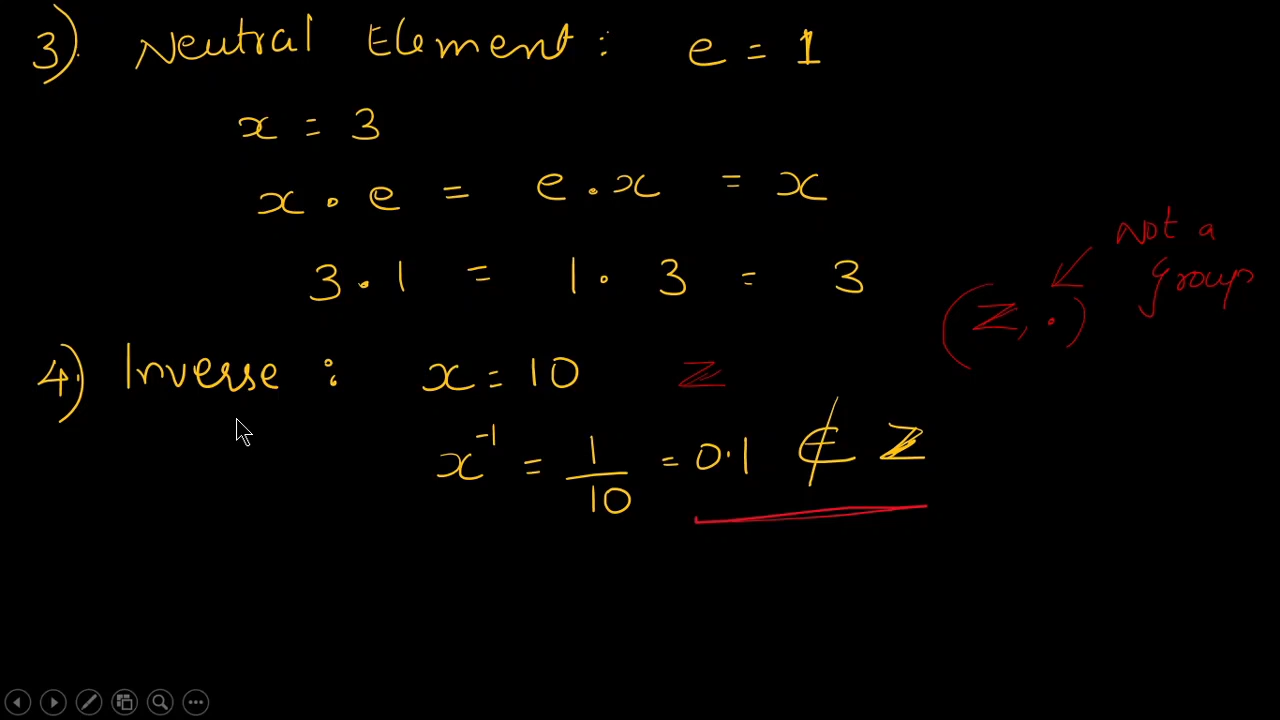 3) Neutral Element : e = 1
x = 3
x . e = e . x = x
3 . 1 = 1 . 3 = 3
Not a
group
(Z, .)
4) Inverse : x = 10 Z
x⁻¹ = 1/10 = 0.1 ∉ Z